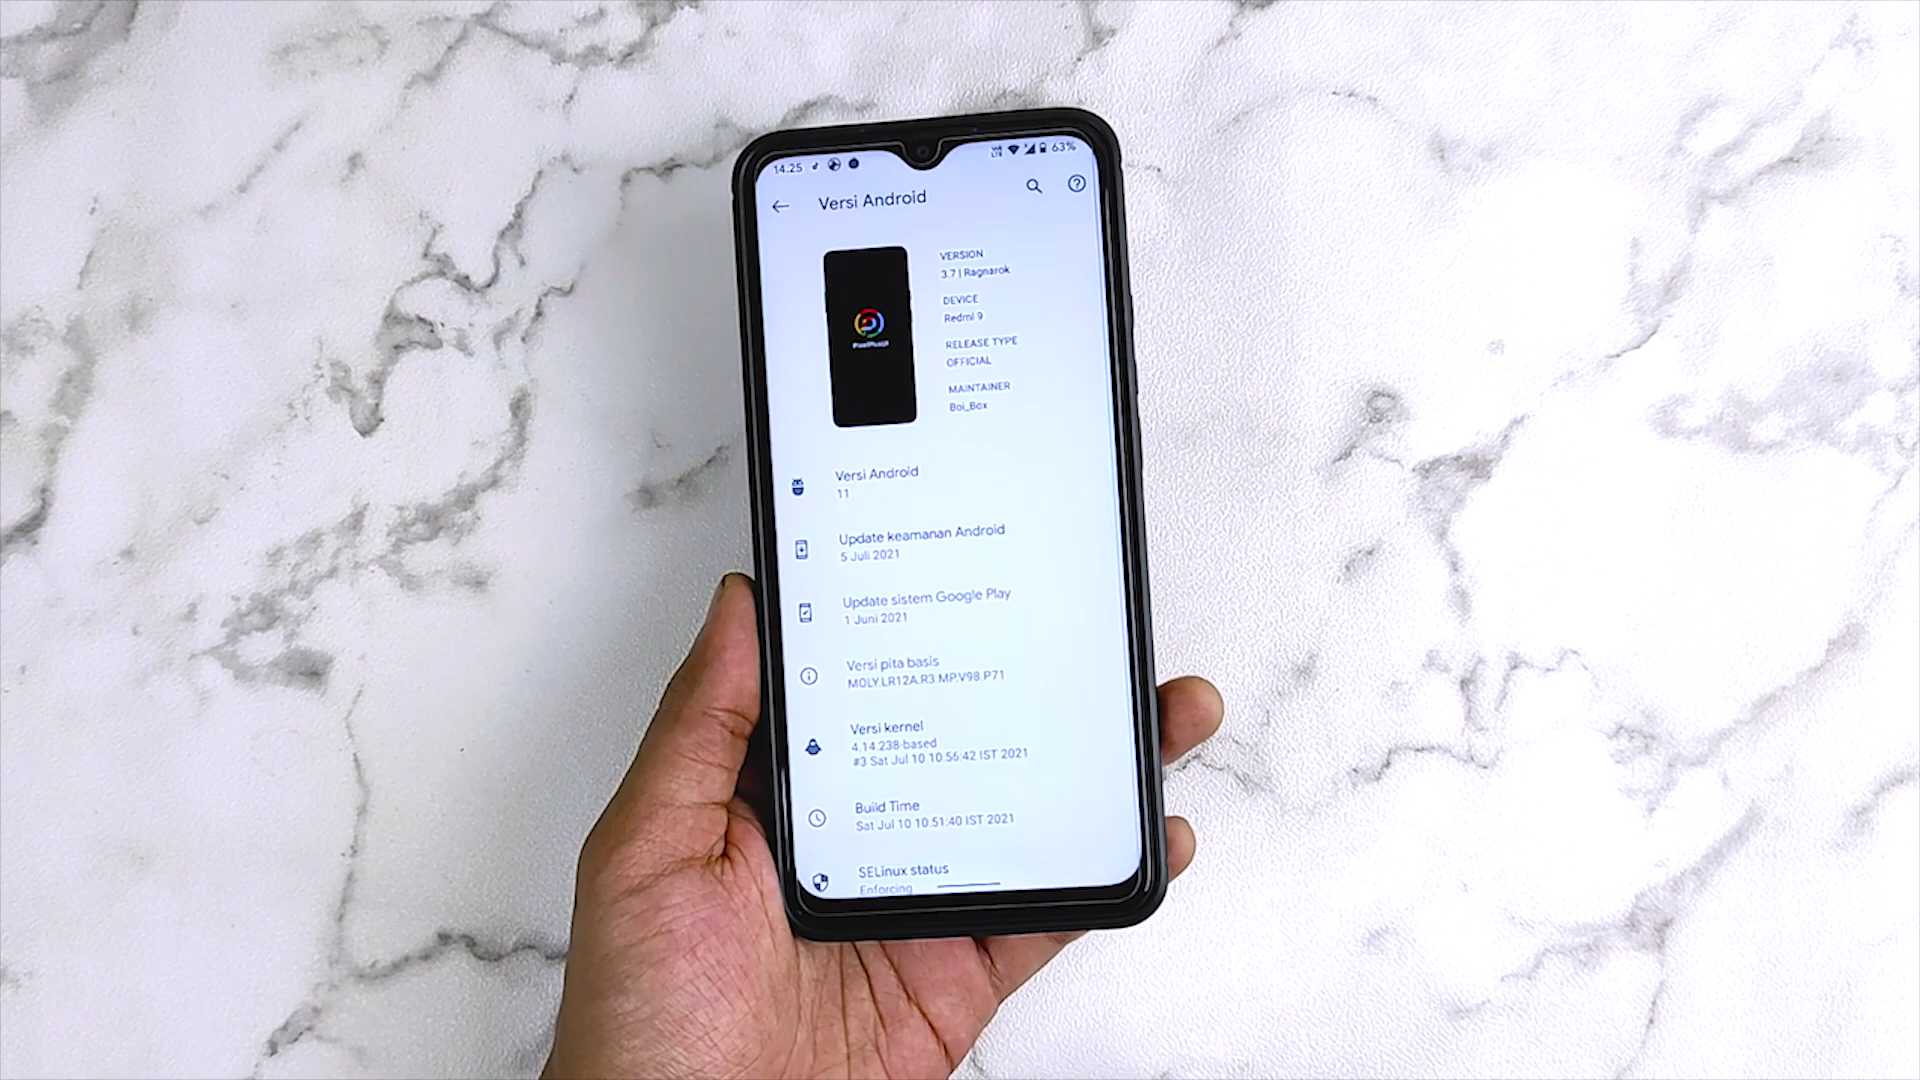 14.25
63%
Versi Android
VERSION
3.7 | Ragnarok
DEVICE
Redmi 9
RELEASE TYPE
OFFICIAL
MAINTAINER
Boi_Box
PixelPlusUI
Versi Android
11
Update keamanan Android
5 Juli 2021
Update sistem Google Play
1 Juni 2021
Versi pita basis
MOLY.LR12A.R3.MP.V98.P71
Versi kernel
4.14.238-based
#3 Sat Jul 10 10.56:42 IST 2021
Build Time
Sat Jul 10 10.51:40 IST 2021
SELinux status
Enforcing